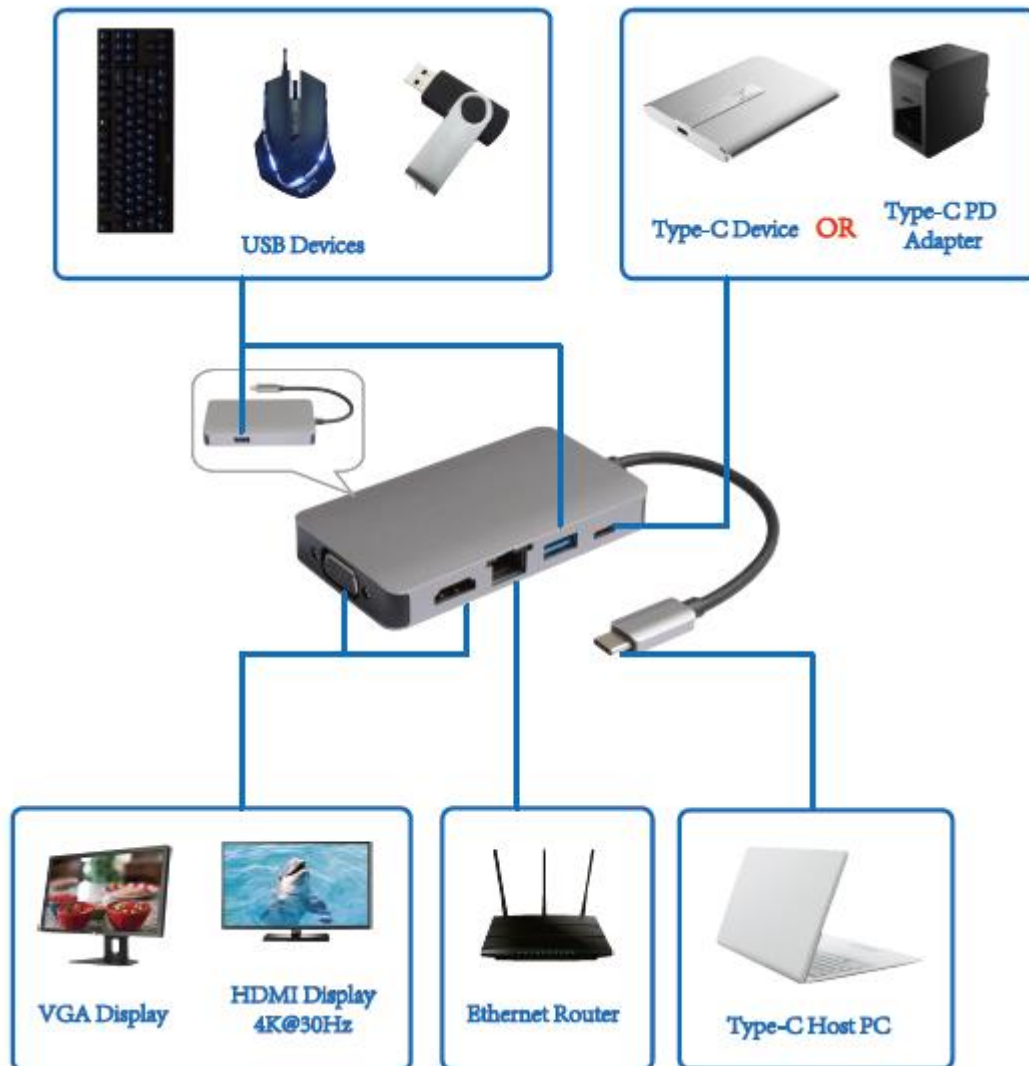 USB Devices
Type-C Device OR
Type-C PD
Adapter
VGA Display
HDMI Display
4K@30Hz
Ethernet Router
Type-C Host PC